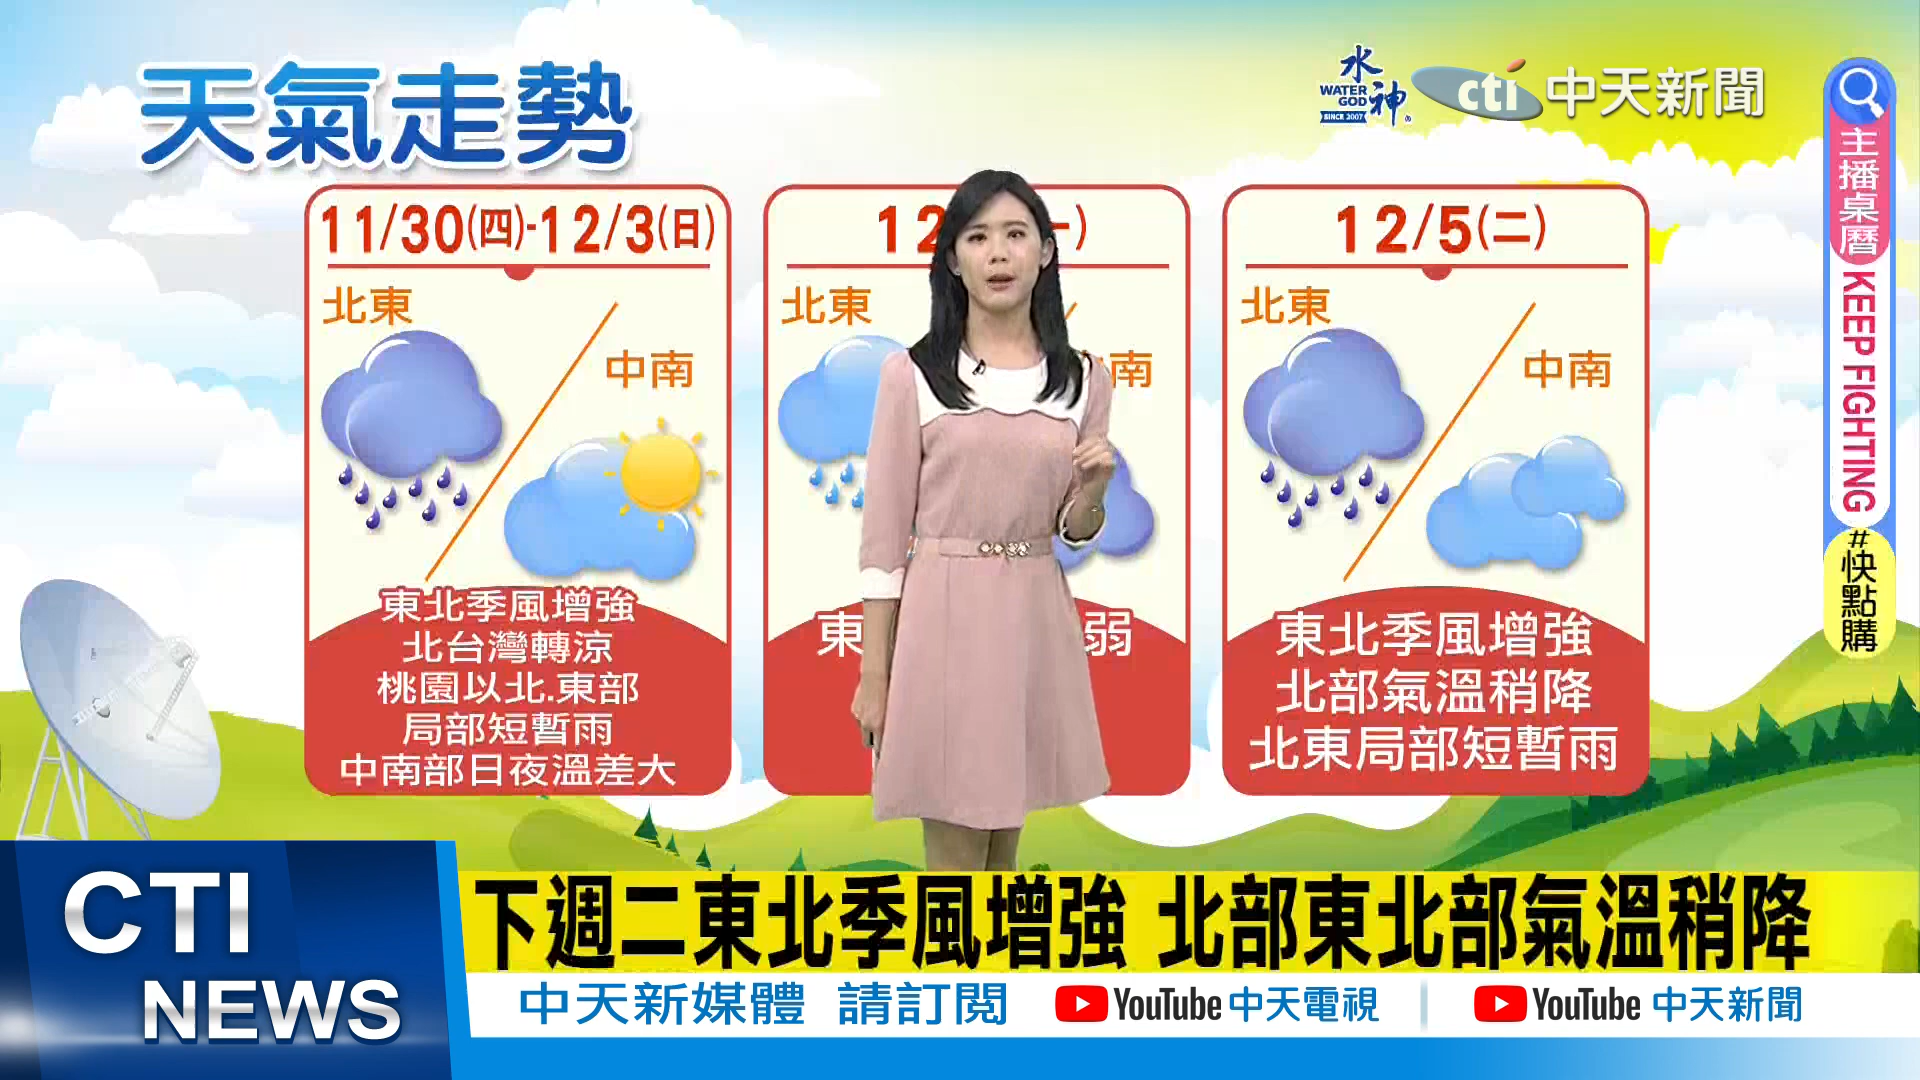 天氣走勢
水神
WATER GOD
SINCE 2007
cti 中天新聞
主播桌曆 KEEP FIGHTING #快點購
11/30(四)-12/3(日)
北東
中南
東北季風增強
北台灣轉涼
桃園以北.東部
局部短暫雨
中南部日夜溫差大
12
北東
南
東
弱
12/5(二)
北東
中南
東北季風增強
北部氣溫稍降
北東局部短暫雨
CTI
NEWS
下週二東北季風增強 北部東北部氣溫稍降
中天新媒體 請訂閱 YouTube 中天電視 | YouTube 中天新聞